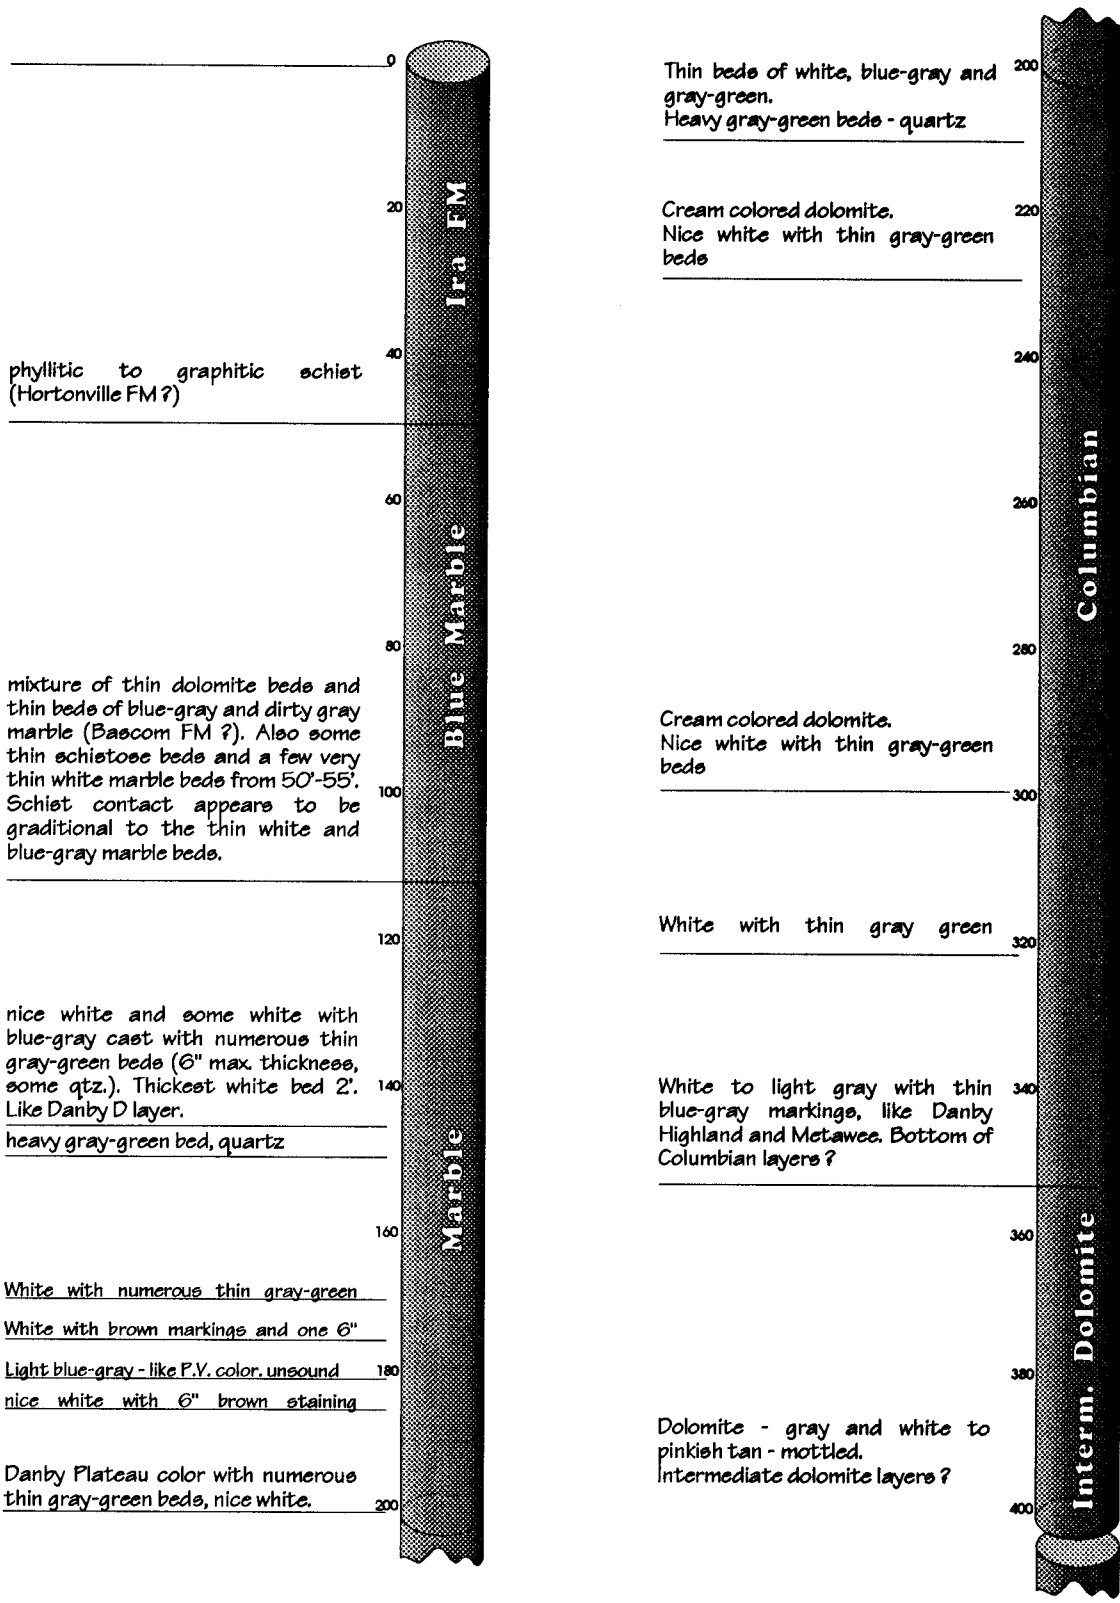 0
20
Ira FM
40
phyllitic to graphitic schist
(Hortonville FM ?)
60
Blue Marble
80
mixture of thin dolomite beds and
thin beds of blue-gray and dirty gray
marble (Bascom FM ?). Also some
thin schistose beds and a few very
thin white marble beds from 50'-55'.
Schist contact appears to be
graditional to the thin white and
blue-gray marble beds.
100
120
nice white and some white with
blue-gray cast with numerous thin
gray-green beds (6" max. thickness,
some qtz.). Thickest white bed 2'.
Like Danby D layer.
140
heavy gray-green bed, quartz
Marble
160
White with numerous thin gray-green
White with brown markings and one 6"
Light blue-gray - like P.V. color. unsound
180
nice white with 6" brown staining
Danby Plateau color with numerous
thin gray-green beds, nice white.
200
Thin beds of white, blue-gray and
gray-green.
Heavy gray-green beds - quartz
200
Cream colored dolomite.
Nice white with thin gray-green
beds
220
240
Columbian
260
280
Cream colored dolomite.
Nice white with thin gray-green
beds
300
White with thin gray green
320
White to light gray with thin
blue-gray markings, like Danby
Highland and Metawee. Bottom of
Columbian layers ?
340
360
Interm. Dolomite
380
Dolomite - gray and white to
pinkish tan - mottled.
Intermediate dolomite layers ?
400